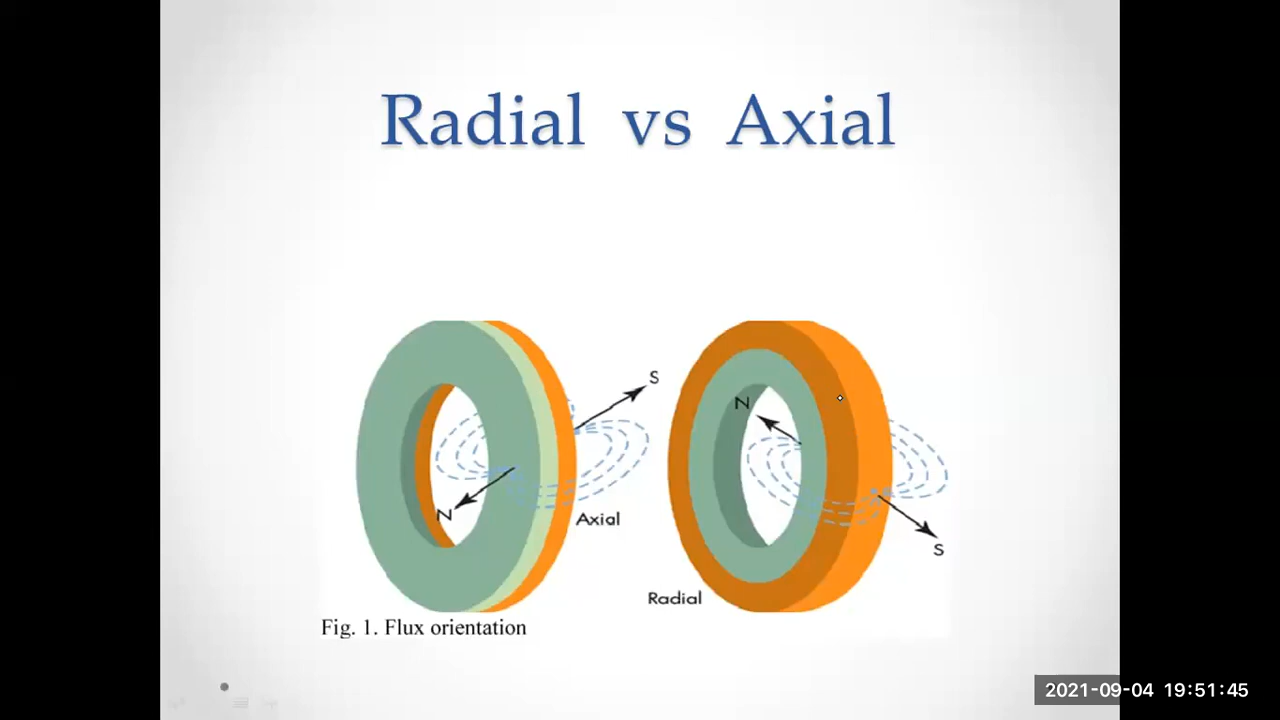 Radial vs Axial
S
N
Axial
N
S
Radial
Fig. 1. Flux orientation
2021-09-04 19:51:45